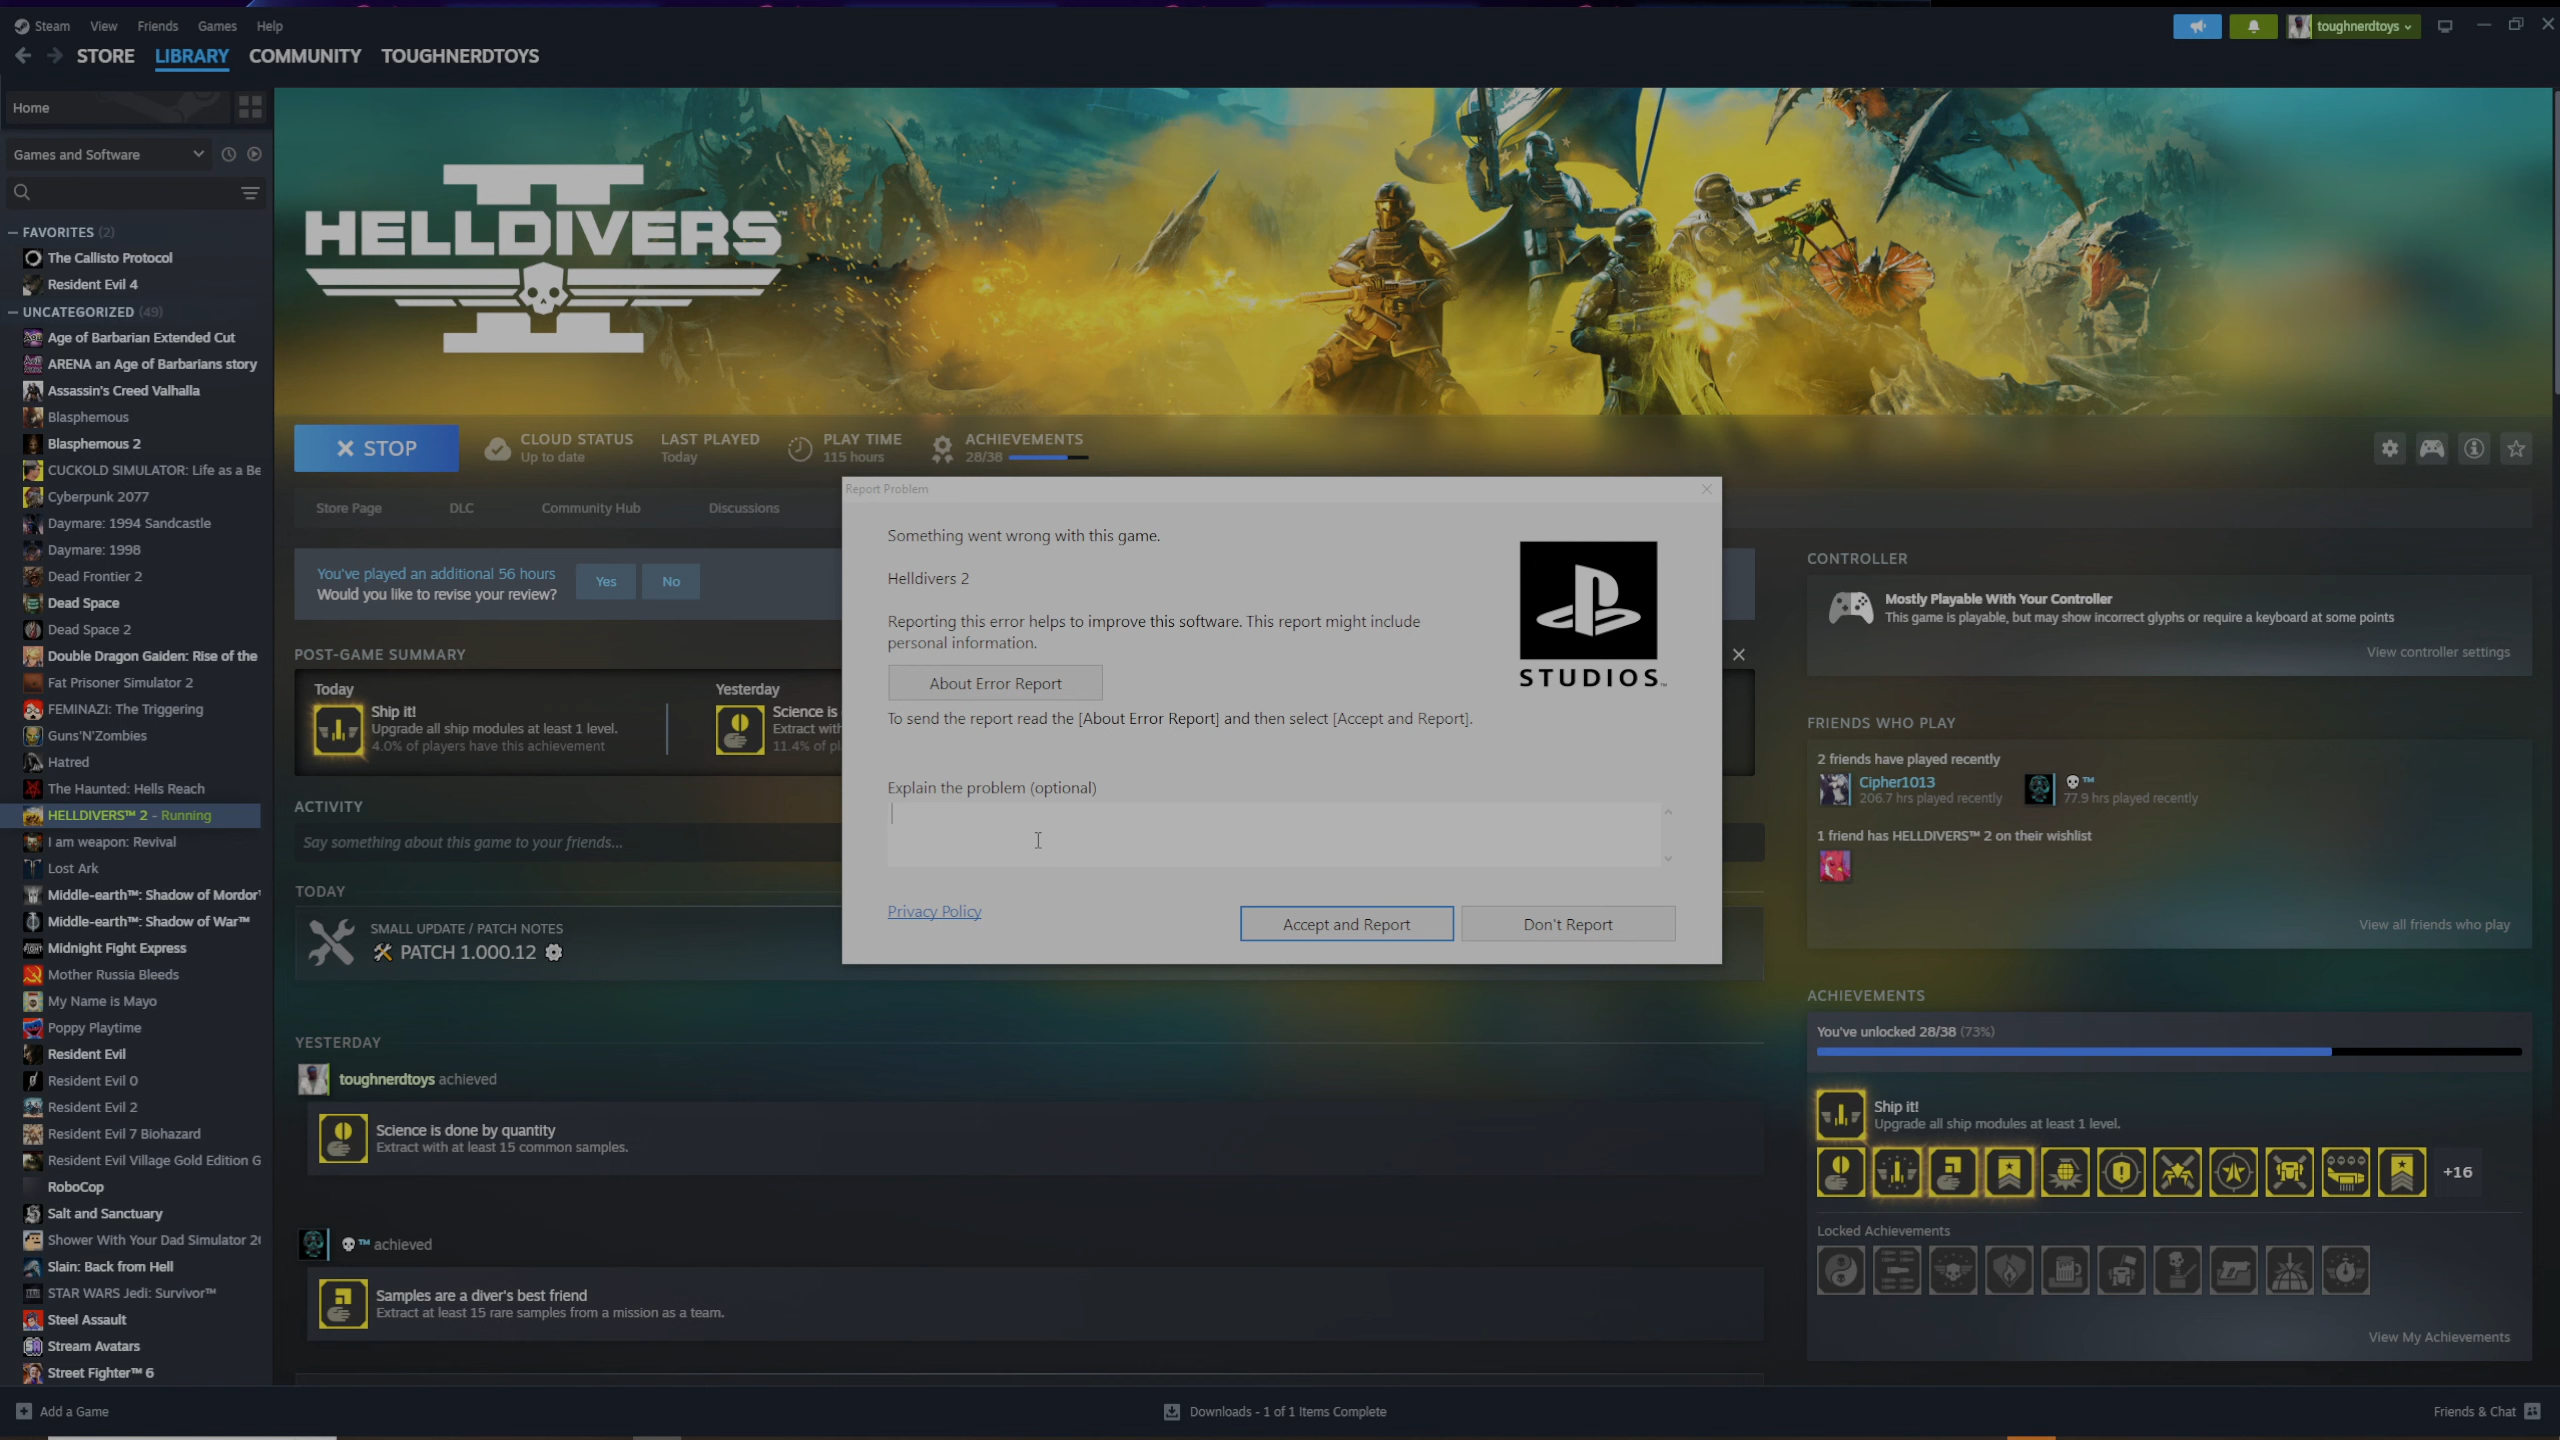 Steam View Friends Games Help
toughnerdtoys
STORE LIBRARY COMMUNITY TOUGHNERDTOYS
Home
Games and Software
FAVORITES (2)
The Callisto Protocol
Resident Evil 4
UNCATEGORIZED (49)
Age of Barbarian Extended Cut
ARENA an Age of Barbarians story
Assassin's Creed Valhalla
Blasphemous
Blasphemous 2
CUCKOLD SIMULATOR: Life as a Be
Cyberpunk 2077
Daymare: 1994 Sandcastle
Daymare: 1998
Dead Frontier 2
Dead Space
Dead Space 2
Double Dragon Gaiden: Rise of the
Fat Prisoner Simulator 2
FEMINAZI: The Triggering
Guns'N'Zombies
Hatred
The Haunted: Hells Reach
HELLDIVERS™ 2 - Running
I am weapon: Revival
Lost Ark
Middle-earth™: Shadow of Mordor
Middle-earth™: Shadow of War™
Midnight Fight Express
Mother Russia Bleeds
My Name is Mayo
Poppy Playtime
Resident Evil
Resident Evil 0
Resident Evil 2
Resident Evil 7 Biohazard
Resident Evil Village Gold Edition G
RoboCop
Salt and Sanctuary
Shower With Your Dad Simulator 2
Slain: Back from Hell
STAR WARS Jedi: Survivor™
Steel Assault
Stream Avatars
Street Fighter™ 6
HELLDIVERS™
II
STOP
CLOUD STATUS
Up to date
LAST PLAYED
Today
PLAY TIME
115 hours
ACHIEVEMENTS
28/38
Store Page DLC Community Hub Discussions
You've played an additional 56 hours
Would you like to revise your review?
Yes No
POST-GAME SUMMARY
Today
Ship it!
Upgrade all ship modules at least 1 level.
4.0% of players have this achievement
Yesterday
Science is
Extract with
11.4% of pl
ACTIVITY
Say something about this game to your friends...
TODAY
SMALL UPDATE / PATCH NOTES
PATCH 1.000.12
YESTERDAY
toughnerdtoys achieved
Science is done by quantity
Extract with at least 15 common samples.
™ achieved
Samples are a diver's best friend
Extract at least 15 rare samples from a mission as a team.
Report Problem
Something went wrong with this game.
Helldivers 2
Reporting this error helps to improve this software. This report might include
personal information.
About Error Report
To send the report read the [About Error Report] and then select [Accept and Report].
STUDIOS™
Explain the problem (optional)
Privacy Policy
Accept and Report
Don't Report
CONTROLLER
Mostly Playable With Your Controller
This game is playable, but may show incorrect glyphs or require a keyboard at some points
View controller settings
FRIENDS WHO PLAY
2 friends have played recently
Cipher1013
206.7 hrs played recently
™
77.9 hrs played recently
1 friend has HELLDIVERS™ 2 on their wishlist
View all friends who play
ACHIEVEMENTS
You've unlocked 28/38 (73%)
Ship it!
Upgrade all ship modules at least 1 level.
+16
Locked Achievements
View My Achievements
Add a Game
Downloads - 1 of 1 Items Complete
Friends & Chat